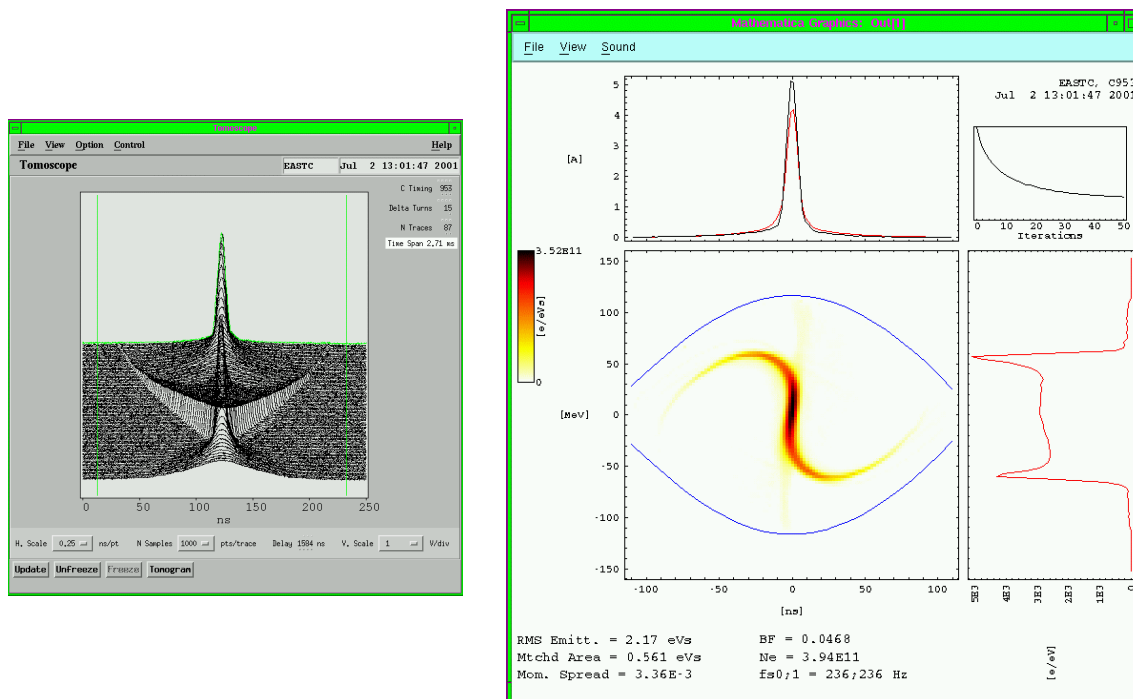 Tomoscope
File View Option Control Help
Tomoscope EASTC Jul 2 13:01:47 2001
C Timing 953
Delta Turns 15
N Traces 87
Time Span 2.71 ms
0 50 100 150 200 250
ns
H. Scale 0.25 ns/pt N Samples 1000 pts/trace Delay 1584 ns V. Scale 1 V/div
Update Unfreeze Freeze Tomogram
Mathematica Graphics: Out[1]
File View Sound
EASTC, C953
Jul 2 13:01:47 2001
5
4
3
2
1
0
[A]
0 10 20 30 40 50
Iterations
3.52E11
0
[e/eVs]
150
100
50
0
-50
-100
-150
[MeV]
-100 -50 0 50 100
[ns]
5E3 4E3 3E3 2E3 1E3 0
[e/eV]
RMS Emitt. = 2.17 eVs BF = 0.0468
Mtchd Area = 0.561 eVs Ne = 3.94E11
Mom. Spread = 3.36E-3 fs0;1 = 236;236 Hz